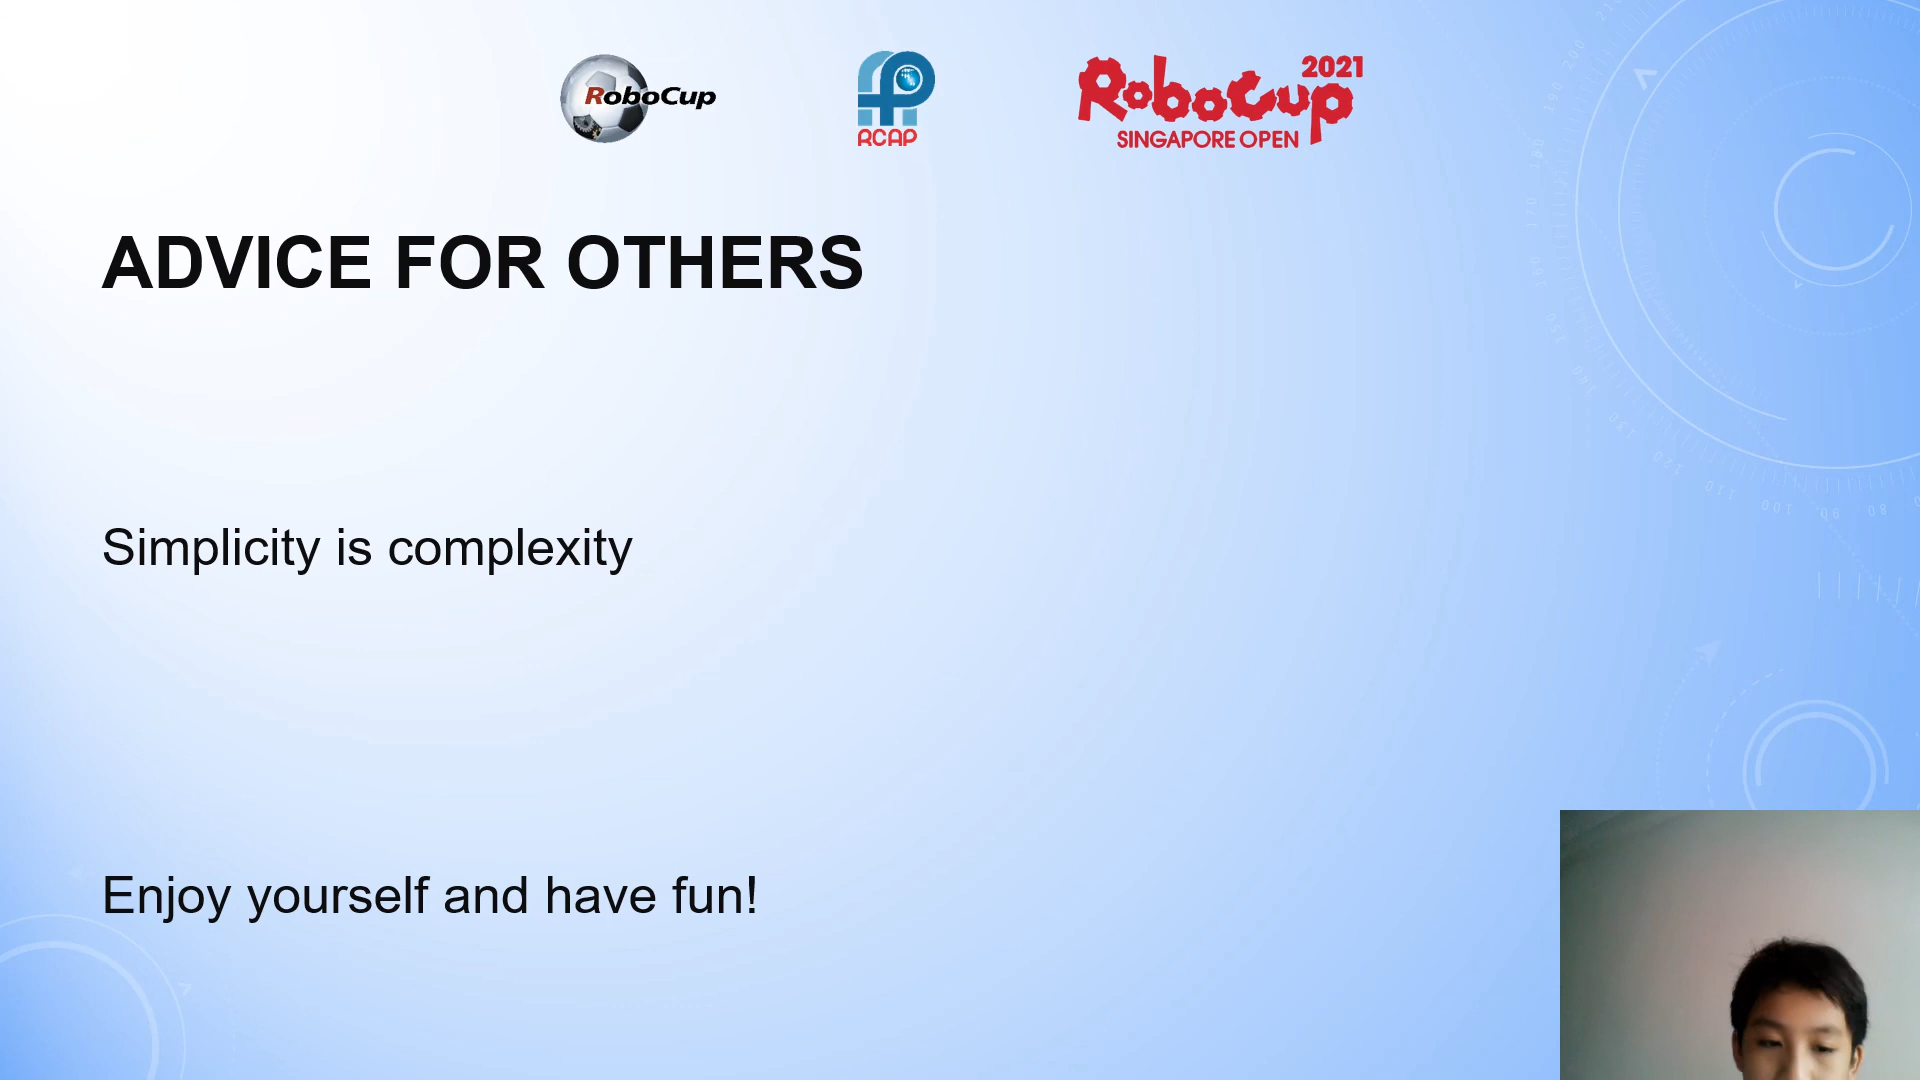 RoboCup
RCAP
2021
RoboCup
SINGAPORE OPEN
ADVICE FOR OTHERS
Simplicity is complexity
Enjoy yourself and have fun!